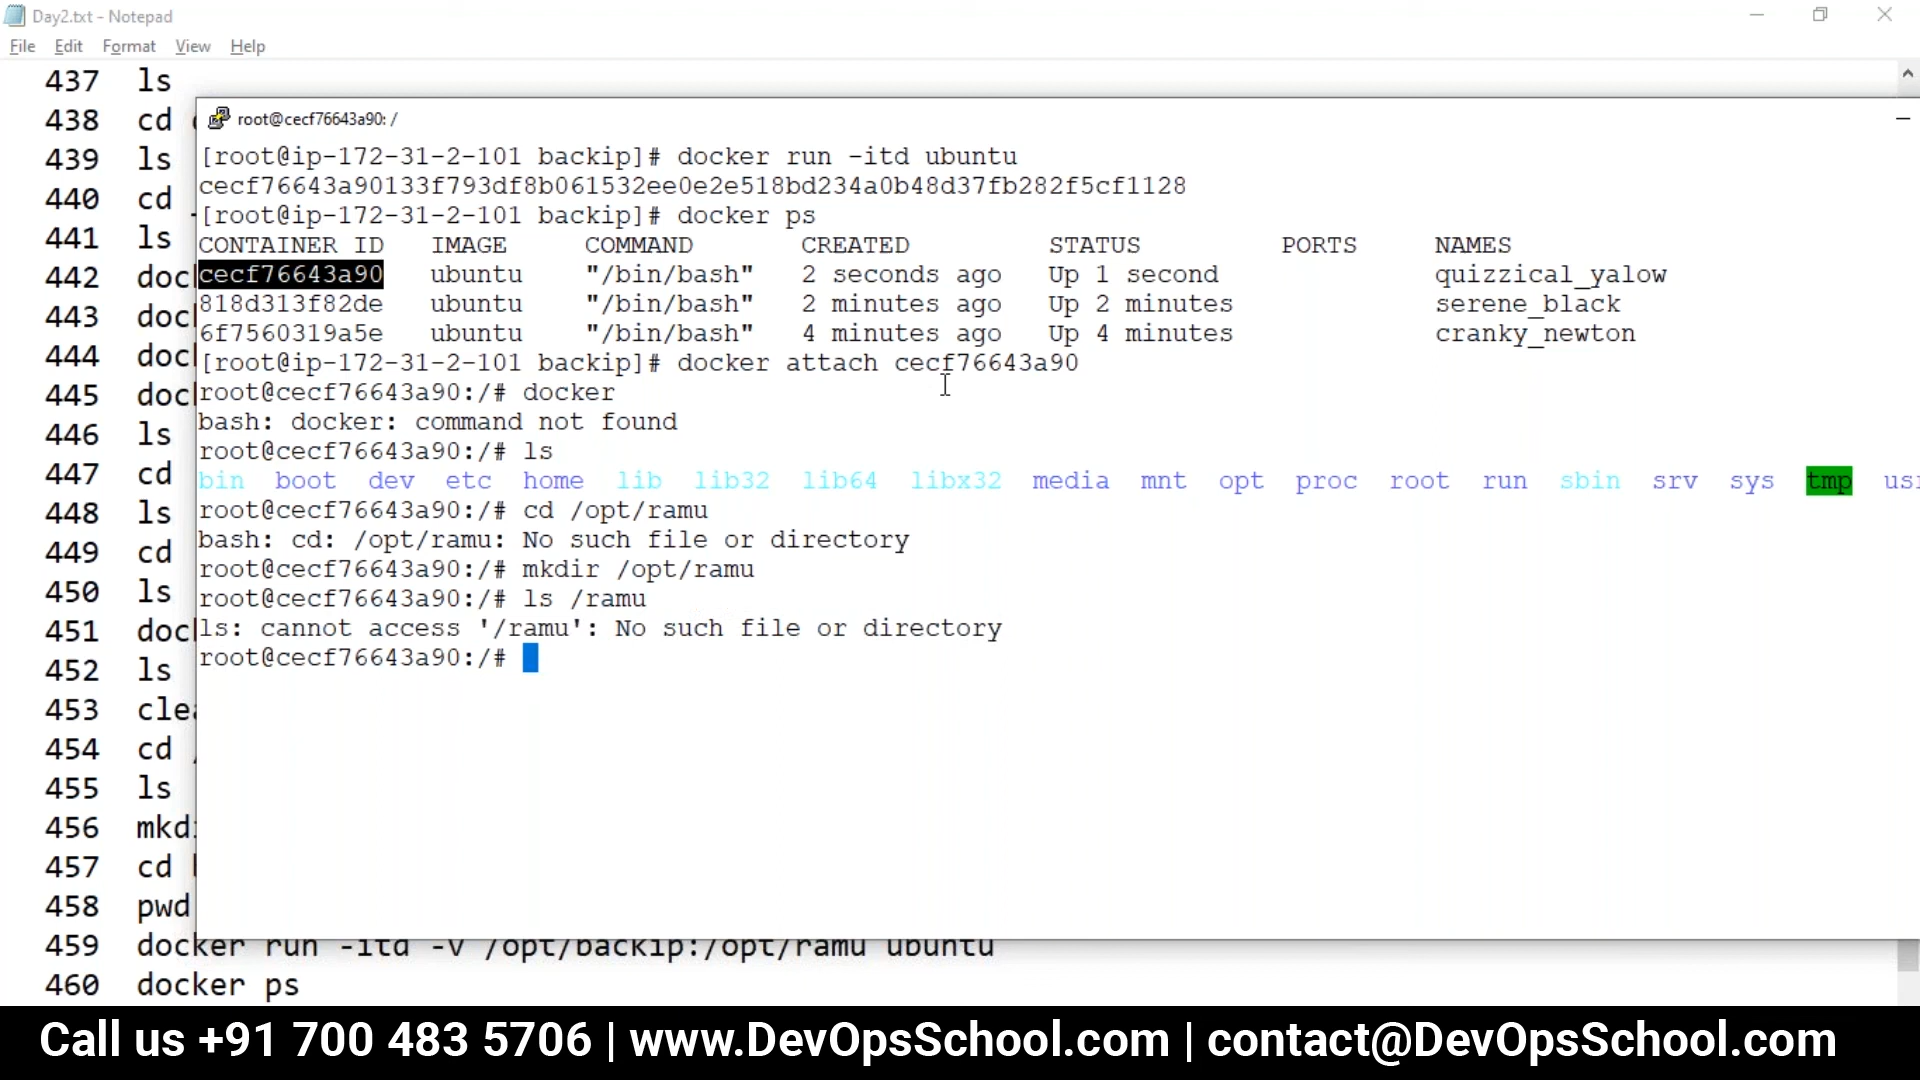 Day2.txt - Notepad
File Edit Format View Help
437 ls
438 cd
439 ls
440 cd
441 ls
442 doc
443 doc
444 doc
445 doc
446 ls
447 cd
448 ls
449 cd
450 ls
451 doc
452 ls
453 clea
454 cd /
455 ls
456 mkd
457 cd
458 pwd
459 docker run -itd -v /opt/backip:/opt/ramu ubuntu
460 docker ps
root@cecf76643a90: /
[root@ip-172-31-2-101 backip]# docker run -itd ubuntu
cecf76643a90133f793df8b061532ee0e2e518bd234a0b48d37fb282f5cf1128
[root@ip-172-31-2-101 backip]# docker ps
CONTAINER ID IMAGE COMMAND CREATED STATUS PORTS NAMES
cecf76643a90 ubuntu "/bin/bash" 2 seconds ago Up 1 second quizzical_yalow
818d313f82de ubuntu "/bin/bash" 2 minutes ago Up 2 minutes serene_black
6f7560319a5e ubuntu "/bin/bash" 4 minutes ago Up 4 minutes cranky_newton
[root@ip-172-31-2-101 backip]# docker attach cecf76643a90
root@cecf76643a90:/# docker
bash: docker: command not found
root@cecf76643a90:/# ls
bin boot dev etc home lib lib32 lib64 libx32 media mnt opt proc root run sbin srv sys tmp us
root@cecf76643a90:/# cd /opt/ramu
bash: cd: /opt/ramu: No such file or directory
root@cecf76643a90:/# mkdir /opt/ramu
root@cecf76643a90:/# ls /ramu
ls: cannot access '/ramu': No such file or directory
root@cecf76643a90:/#
Call us +91 700 483 5706 | www.DevOpsSchool.com | contact@DevOpsSchool.com